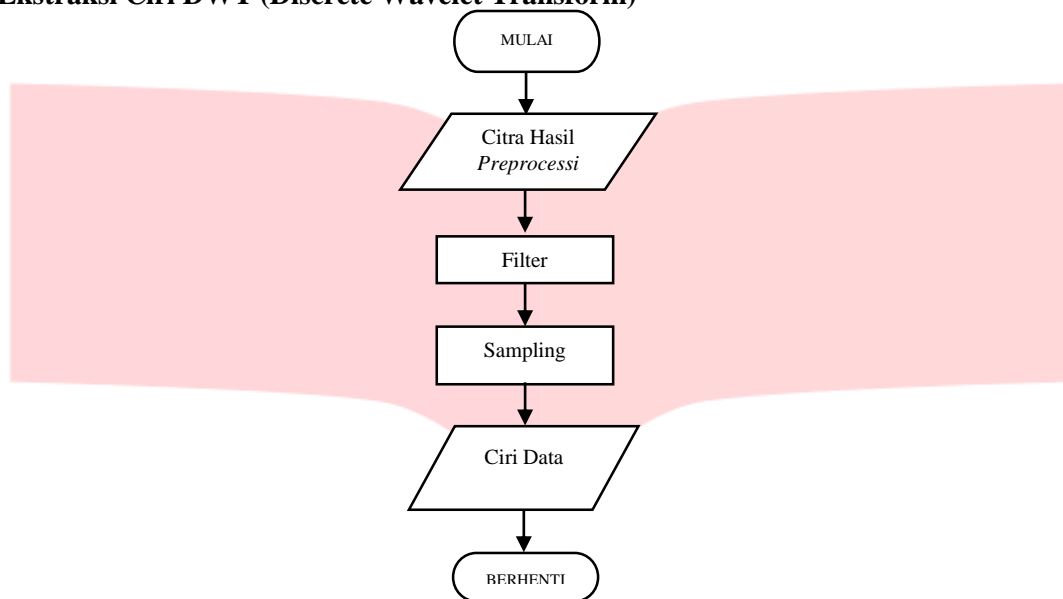 Ekstraksi Ciri DWT (Discrete Wavelet Transform)
MULAI
Citra Hasil
Preprocessi
Filter
Sampling
Ciri Data
BERHENTI